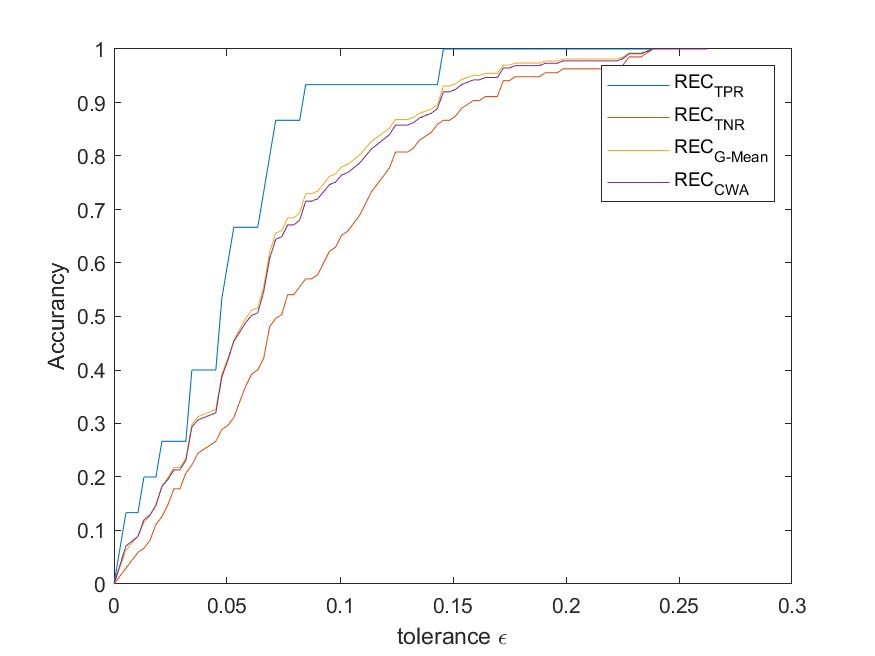 1
0.9
0.8
0.7
0.6
0.5
0.4
0.3
0.2
0.1
0
Accurancy
0 0.05 0.1 0.15 0.2 0.25 0.3
tolerance ϵ
REC_TPR
REC_TNR
REC_G-Mean
REC_CWA